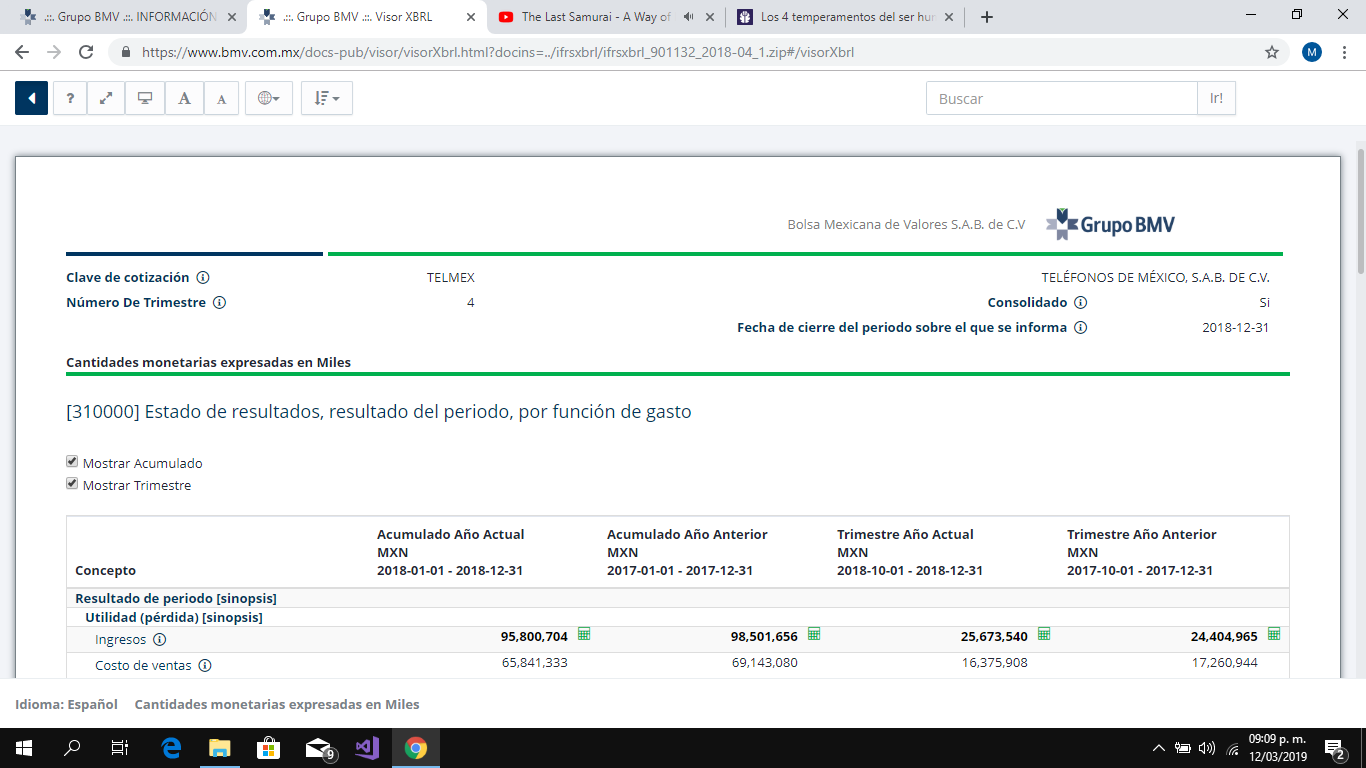 .::. Grupo BMV .::. INFORMACIÓN
.::. Grupo BMV .::. Visor XBRL
The Last Samurai - A Way of
Los 4 temperamentos del ser hu
https://www.bmv.com.mx/docs-pub/visor/visorXbrl.html?docins=../ifrsxbrl/ifrsxbrl_901132_2018-04_1.zip#/visorXbrl
M
? A A Buscar Ir!
Bolsa Mexicana de Valores S.A.B. de C.V Grupo BMV
Clave de cotización TELMEX TELÉFONOS DE MÉXICO, S.A.B. DE C.V.
Número De Trimestre 4 Consolidado Si
Fecha de cierre del periodo sobre el que se informa 2018-12-31
Cantidades monetarias expresadas en Miles
[310000] Estado de resultados, resultado del periodo, por función de gasto
Mostrar Acumulado
Mostrar Trimestre
Acumulado Año Actual Acumulado Año Anterior Trimestre Año Actual Trimestre Año Anterior
MXN MXN MXN MXN
Concepto 2018-01-01 - 2018-12-31 2017-01-01 - 2017-12-31 2018-10-01 - 2018-12-31 2017-10-01 - 2017-12-31
Resultado de periodo [sinopsis]
Utilidad (pérdida) [sinopsis]
Ingresos 95,800,704 98,501,656 25,673,540 24,404,965
Costo de ventas 65,841,333 69,143,080 16,375,908 17,260,944
Idioma: Español Cantidades monetarias expresadas en Miles
9
09:09 p. m.
12/03/2019
2